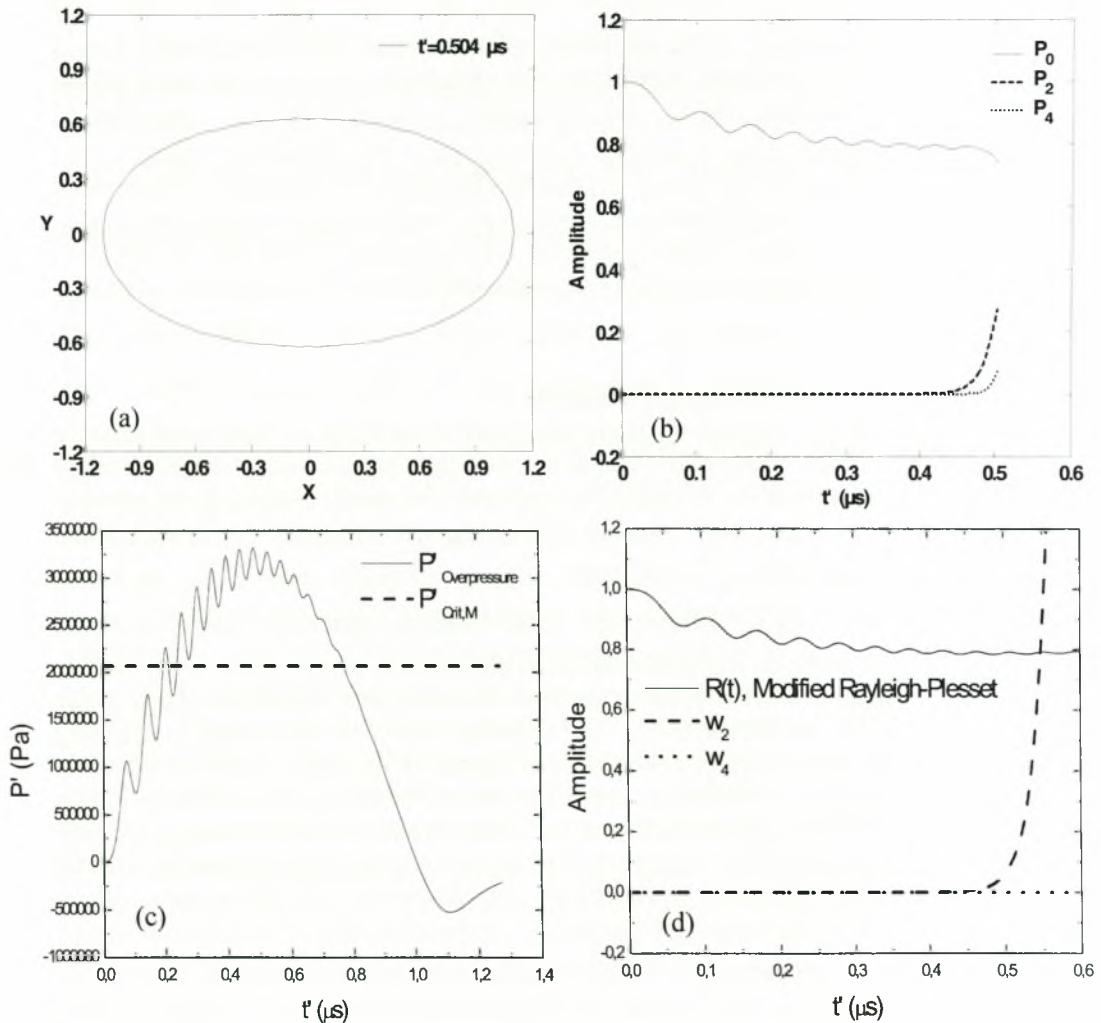 1.2
0.9
0.6
0.3
Y 0
-0.3
-0.6
-0.9
-1.2
-1.2 -0.9 -0.6 -0.3 0 0.3 0.6 0.9 1.2
X
t'=0.504 μs
(a)
1.2
1
0.8
0.6
0.4
0.2
0
-0.2
Amplitude
0 0.1 0.2 0.3 0.4 0.5 0.6
t' (μs)
P0
P2
P4
(b)
3500000
3000000
2500000
2000000
1500000
1000000
500000
0
-500000
-1000000
P' (Pa)
0,0 0,2 0,4 0,6 0,8 1,0 1,2 1,4
t' (μs)
P'Overpressure
P'Crit,M
(c)
1,2
1,0
0,8
0,6
0,4
0,2
0,0
-0,2
Amplitude
0,0 0,1 0,2 0,3 0,4 0,5 0,6
t' (μs)
R(t), Modified Rayleigh-Plesset
w2
w4
(d)